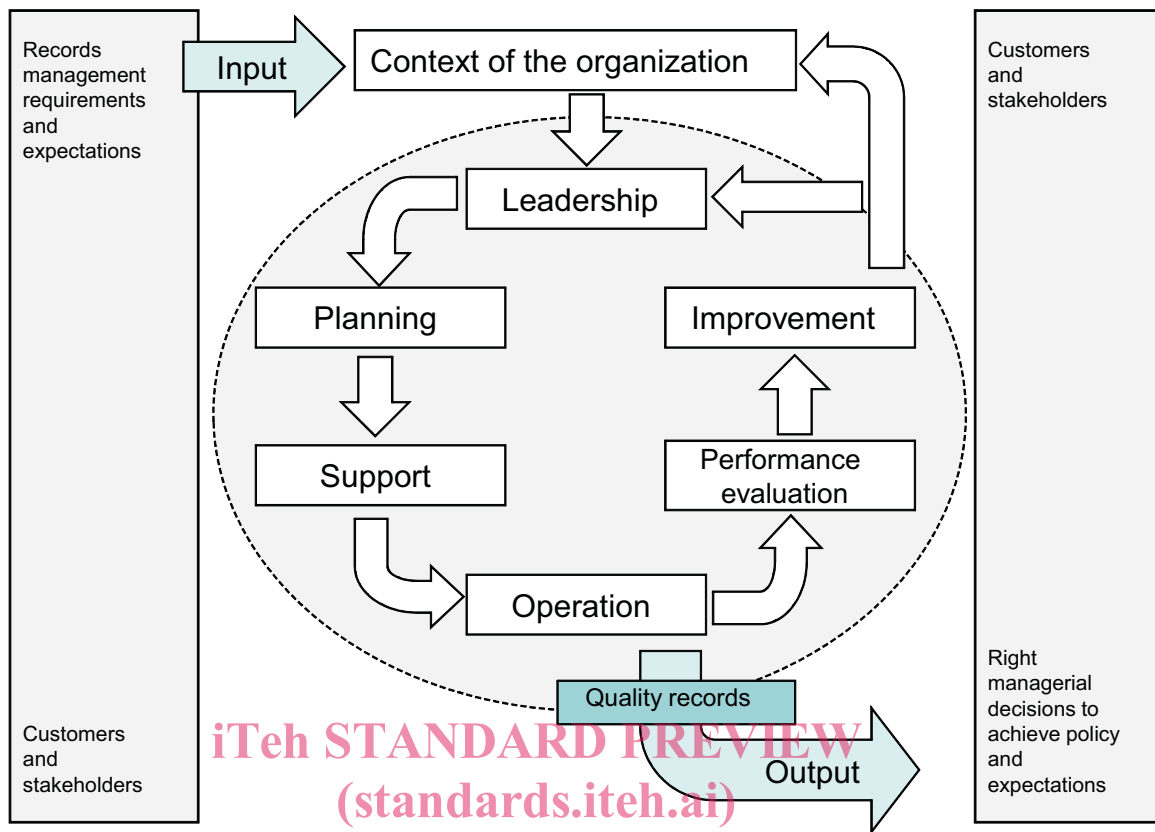 Records
management
requirements
and
expectations
Customers
and
stakeholders
Input
Context of the organization
Leadership
Planning
Support
Operation
Performance
evaluation
Improvement
Quality records
Output
Customers
and
stakeholders
Right
managerial
decisions to
achieve policy
and
expectations
iTeh STANDARD PREVIEW
(standards.iteh.ai)